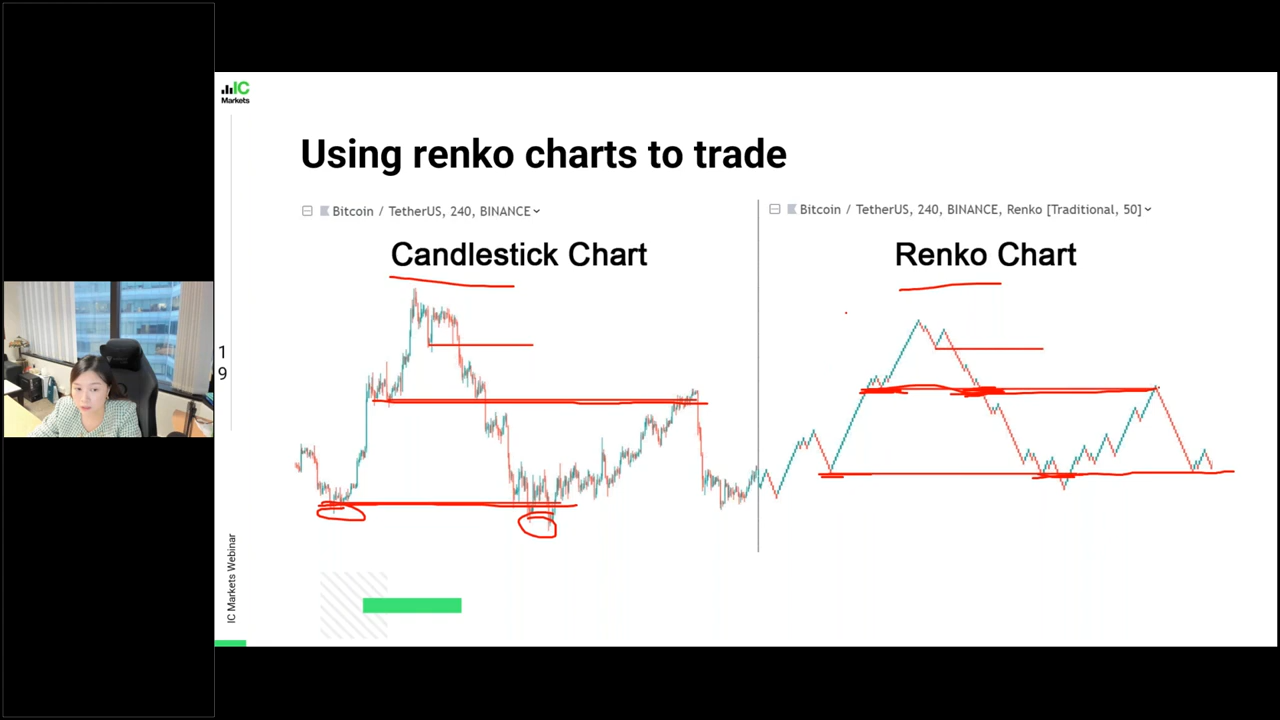 IC
Markets
Using renko charts to trade
Bitcoin / TetherUS, 240, BINANCE
Bitcoin / TetherUS, 240, BINANCE, Renko [Traditional, 50]
Candlestick Chart
Renko Chart
1
9
IC Markets Webinar